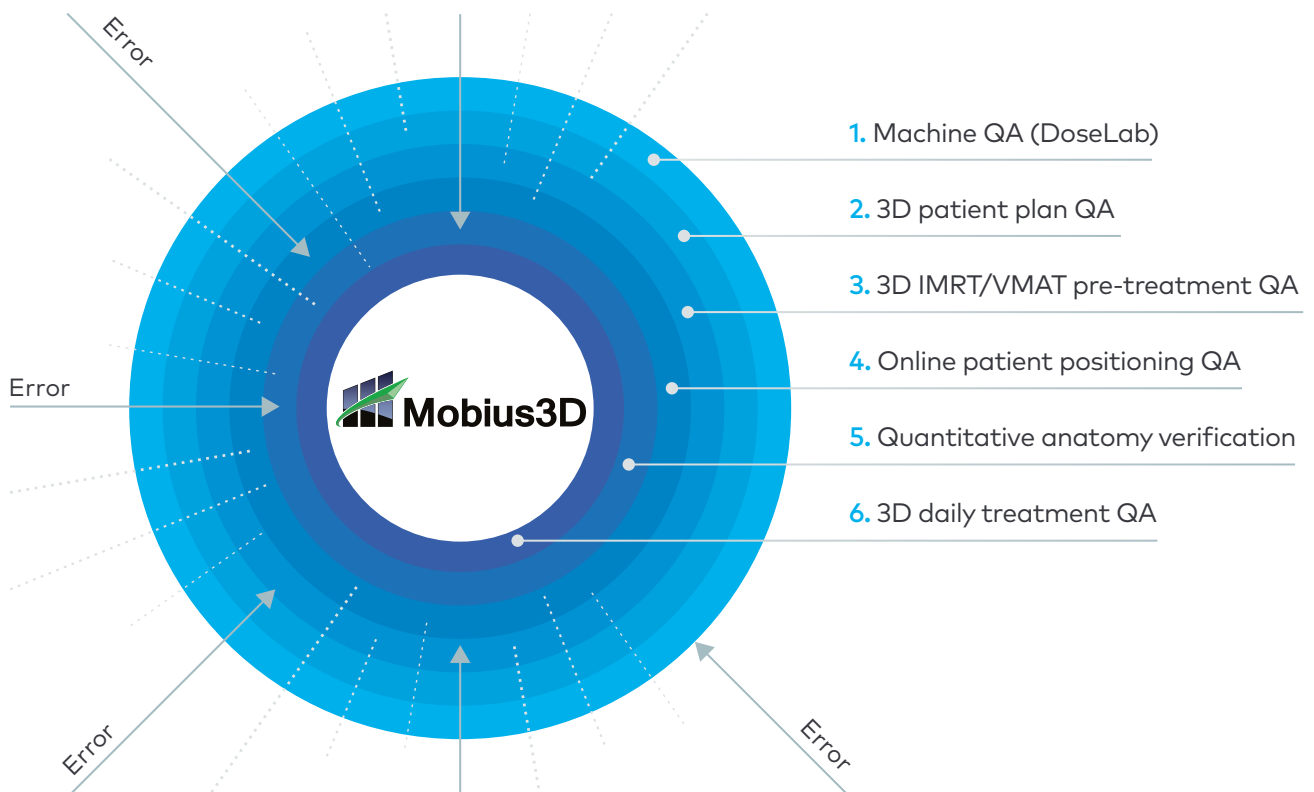 Error
1. Machine QA (DoseLab)
2. 3D patient plan QA
3. 3D IMRT/VMAT pre-treatment QA
4. Online patient positioning QA
Error
Mobius3D
5. Quantitative anatomy verification
6. 3D daily treatment QA
Error
Error